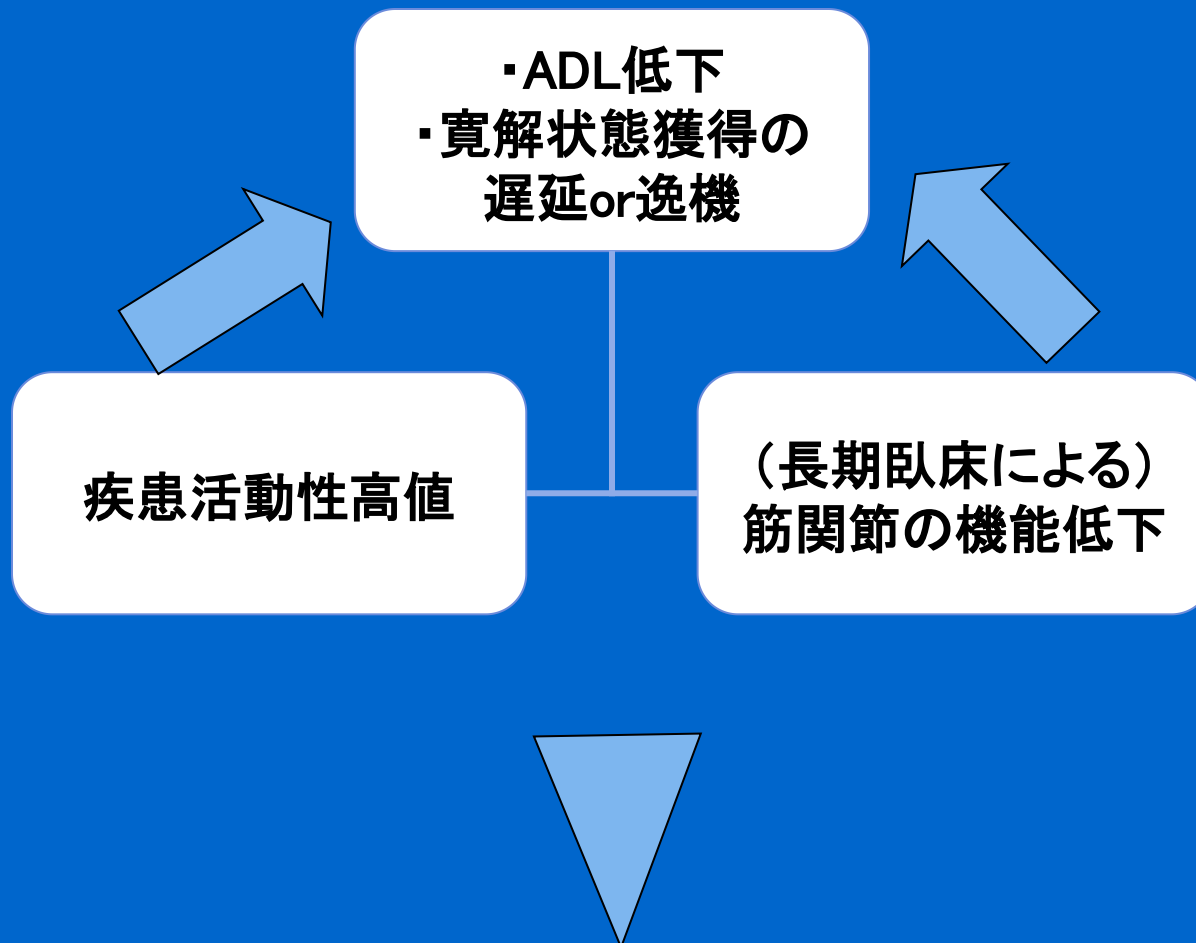 ・ADL低下
・寛解状態獲得の
遅延or逸機
疾患活動性高値
（長期臥床による）
筋関節の機能低下